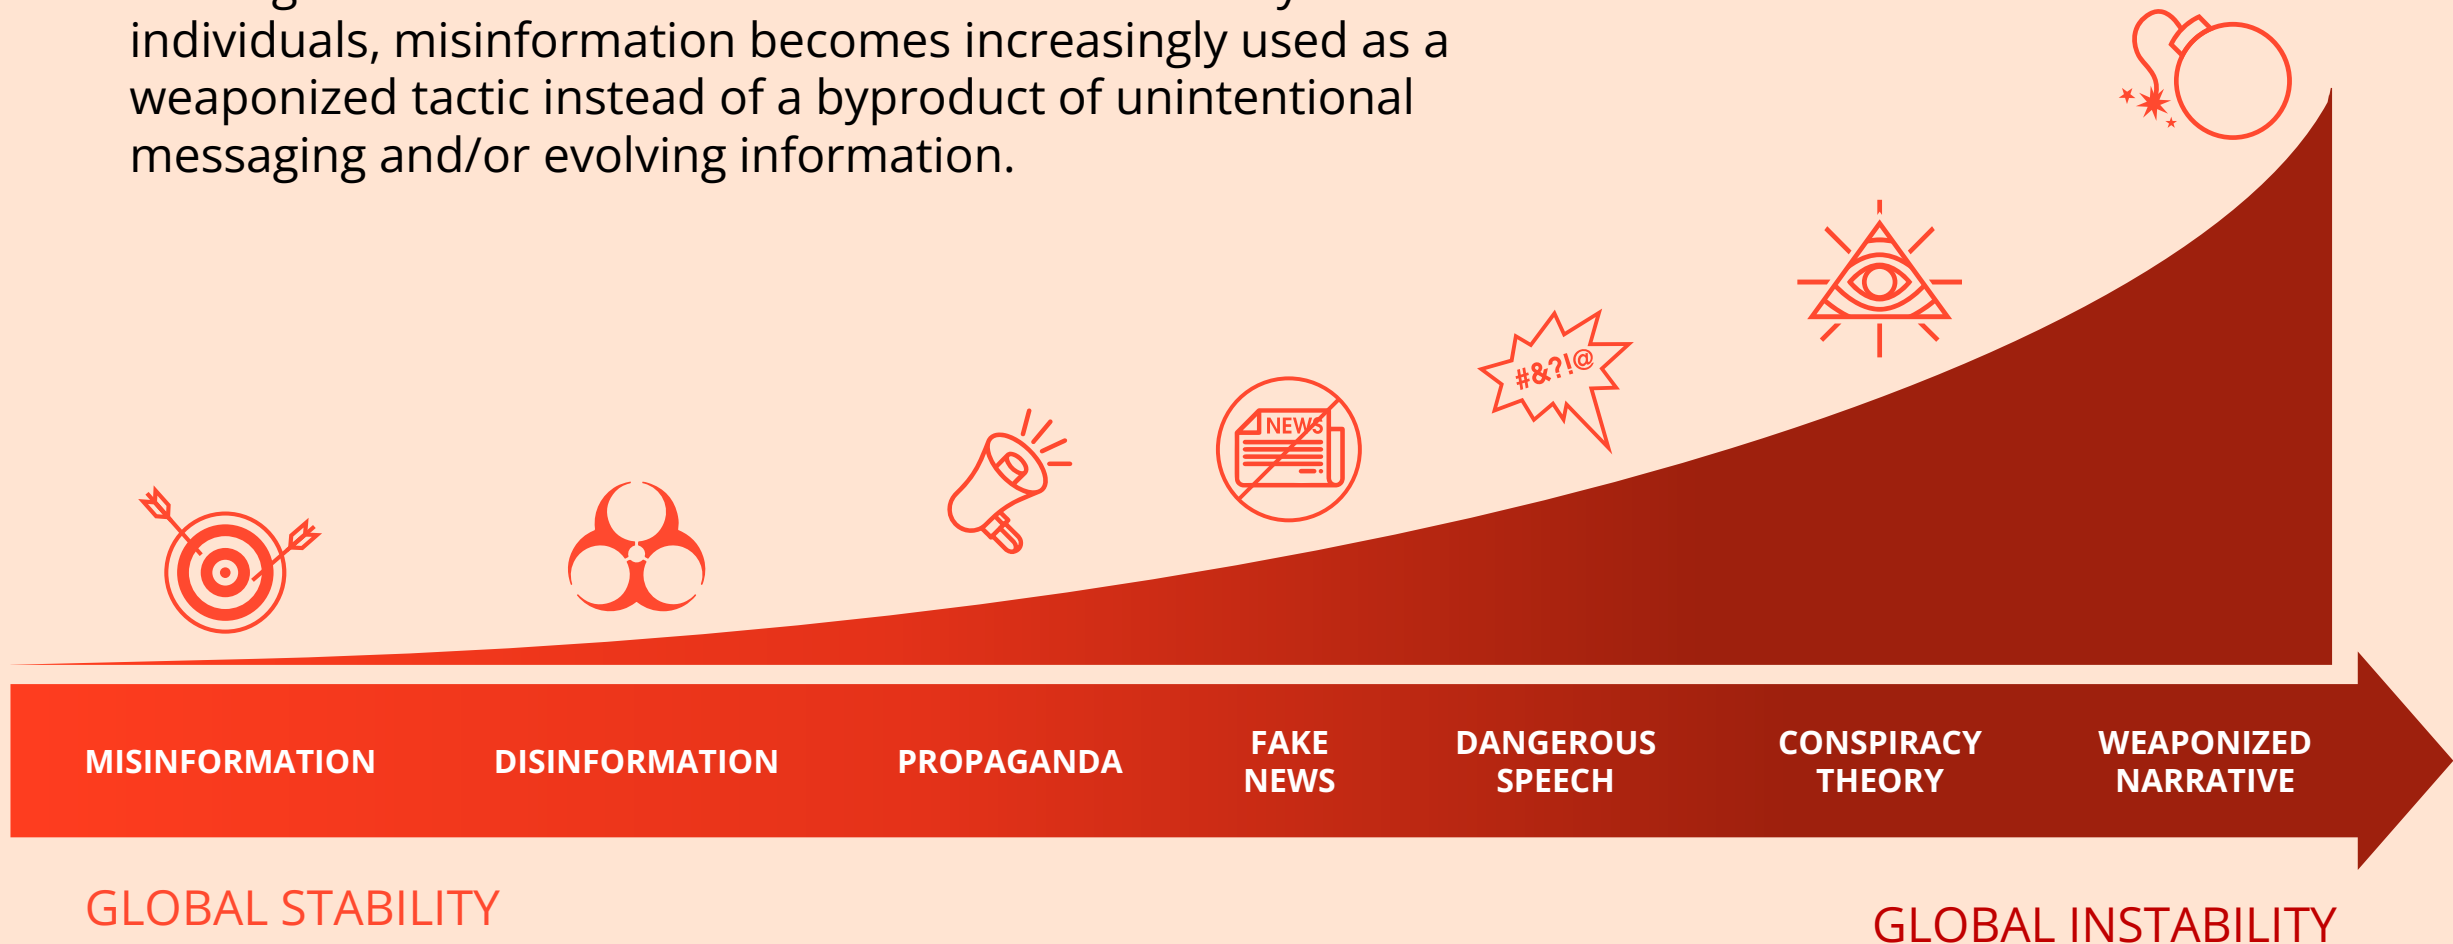 individuals, misinformation becomes increasingly used as a
weaponized tactic instead of a byproduct of unintentional
messaging and/or evolving information.
#&?!@
NEWS
MISINFORMATION
DISINFORMATION
PROPAGANDA
FAKE
NEWS
DANGEROUS
SPEECH
CONSPIRACY
THEORY
WEAPONIZED
NARRATIVE
GLOBAL STABILITY
GLOBAL INSTABILITY